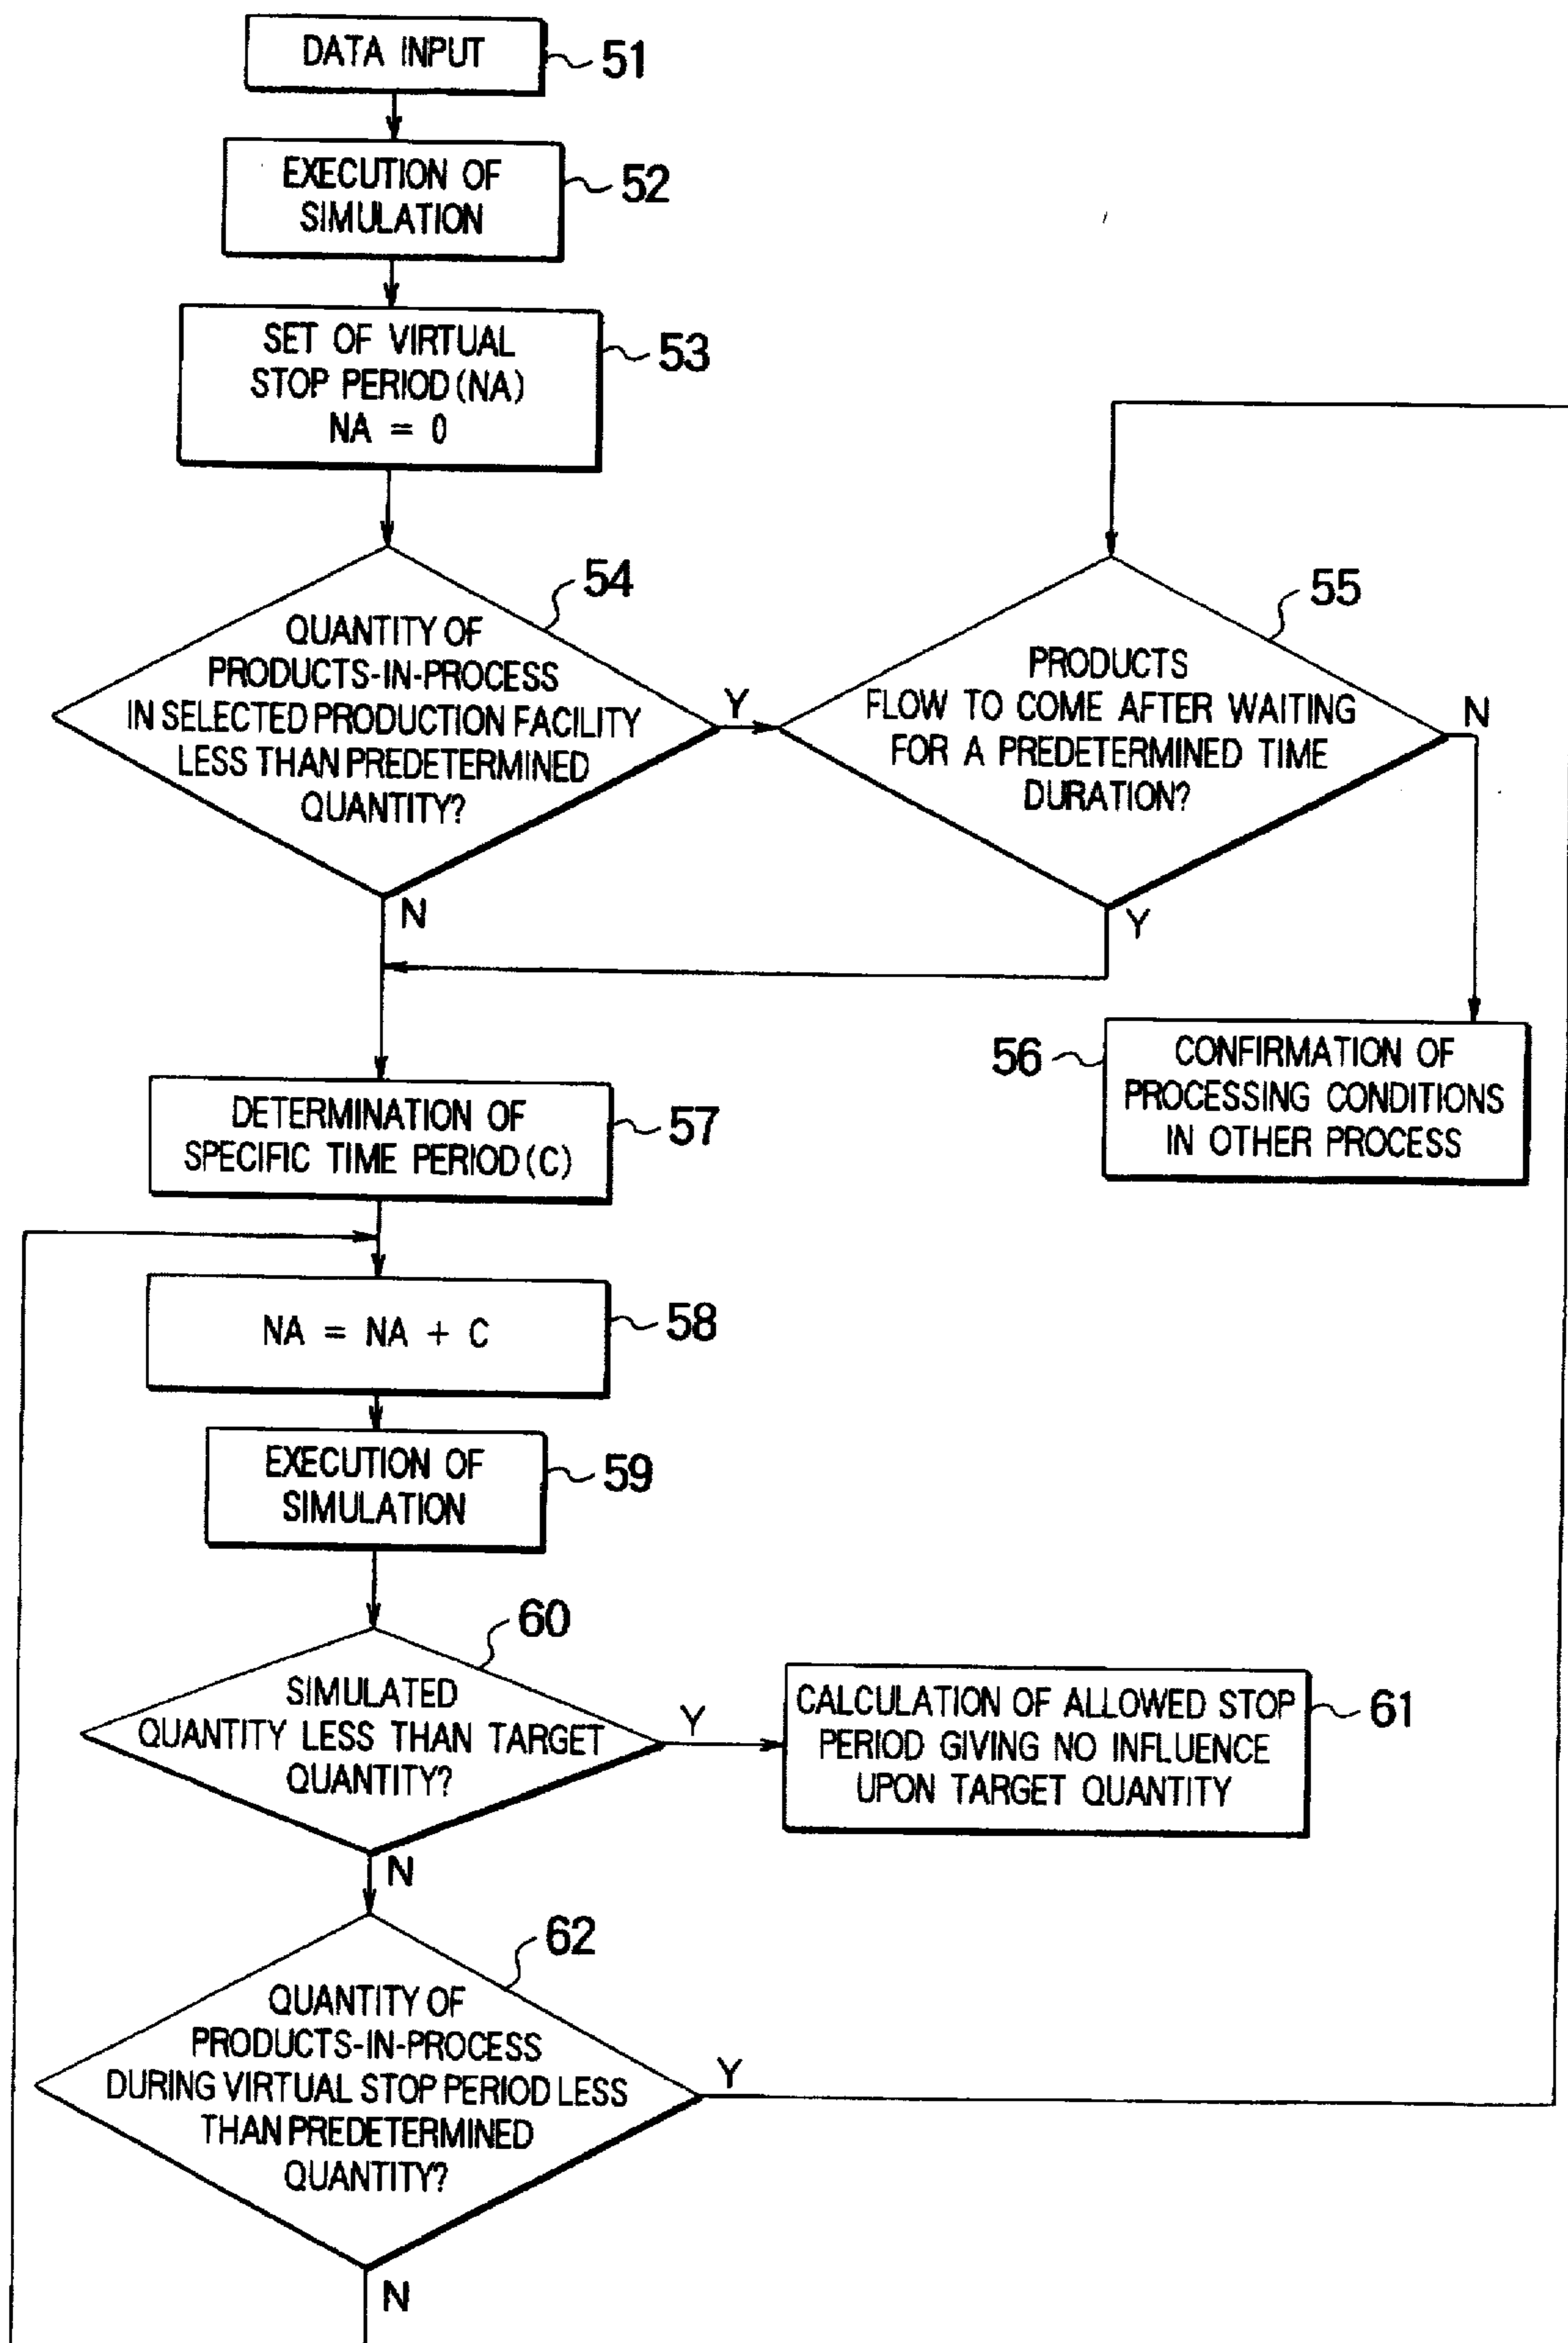 DATA INPUT
51
EXECUTION OF
SIMULATION
52
SET OF VIRTUAL
STOP PERIOD(NA)
NA = 0
53
54
QUANTITY OF
PRODUCTS-IN-PROCESS
IN SELECTED PRODUCTION FACILITY
LESS THAN PREDETERMINED
QUANTITY?
Y
N
55
PRODUCTS
FLOW TO COME AFTER WAITING
FOR A PREDETERMINED TIME
DURATION?
N
Y
56
CONFIRMATION OF
PROCESSING CONDITIONS
IN OTHER PROCESS
DETERMINATION OF
SPECIFIC TIME PERIOD(C)
57
NA = NA + C
58
EXECUTION OF
SIMULATION
59
60
SIMULATED
QUANTITY LESS THAN TARGET
QUANTITY?
Y
N
CALCULATION OF ALLOWED STOP
PERIOD GIVING NO INFLUENCE
UPON TARGET QUANTITY
61
62
QUANTITY OF
PRODUCTS-IN-PROCESS
DURING VIRTUAL STOP PERIOD LESS
THAN PREDETERMINED
QUANTITY?
Y
N